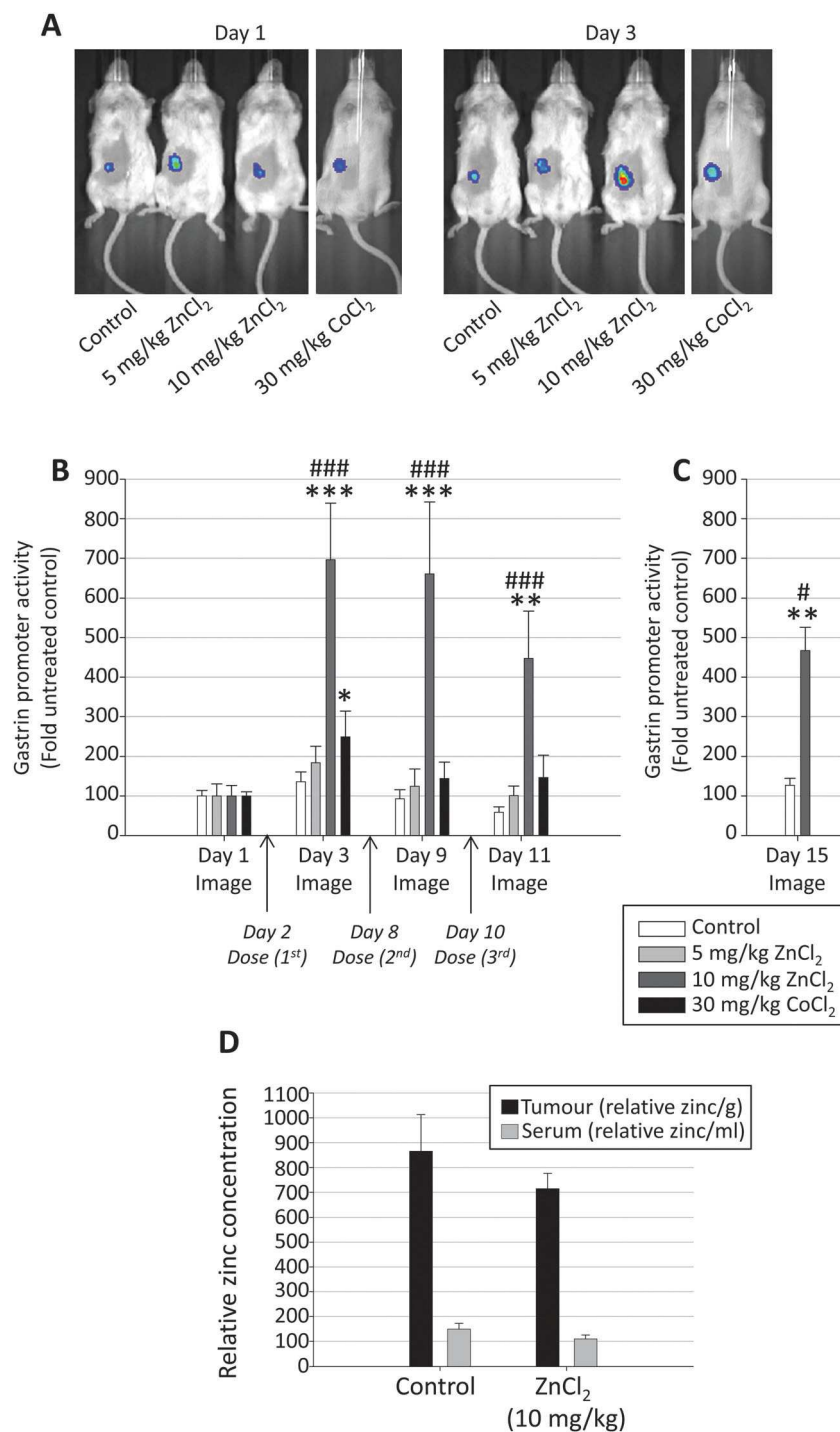 A
Day 1
Day 3
Control
5 mg/kg ZnCl₂
10 mg/kg ZnCl₂
30 mg/kg CoCl₂
Control
5 mg/kg ZnCl₂
10 mg/kg ZnCl₂
30 mg/kg CoCl₂
B
Gastrin promoter activity
(Fold untreated control)
900
800
700
600
500
400
300
200
100
0
###
***
*
###
***
###
**
Day 1
Image
Day 3
Image
Day 9
Image
Day 11
Image
Day 2
Dose (1st)
Day 8
Dose (2nd)
Day 10
Dose (3rd)
C
Gastrin promoter activity
(Fold untreated control)
900
800
700
600
500
400
300
200
100
0
#
**
Day 15
Image
Control
5 mg/kg ZnCl₂
10 mg/kg ZnCl₂
30 mg/kg CoCl₂
D
Relative zinc concentration
1100
1000
900
800
700
600
500
400
300
200
100
0
Tumour (relative zinc/g)
Serum (relative zinc/ml)
Control
ZnCl₂
(10 mg/kg)